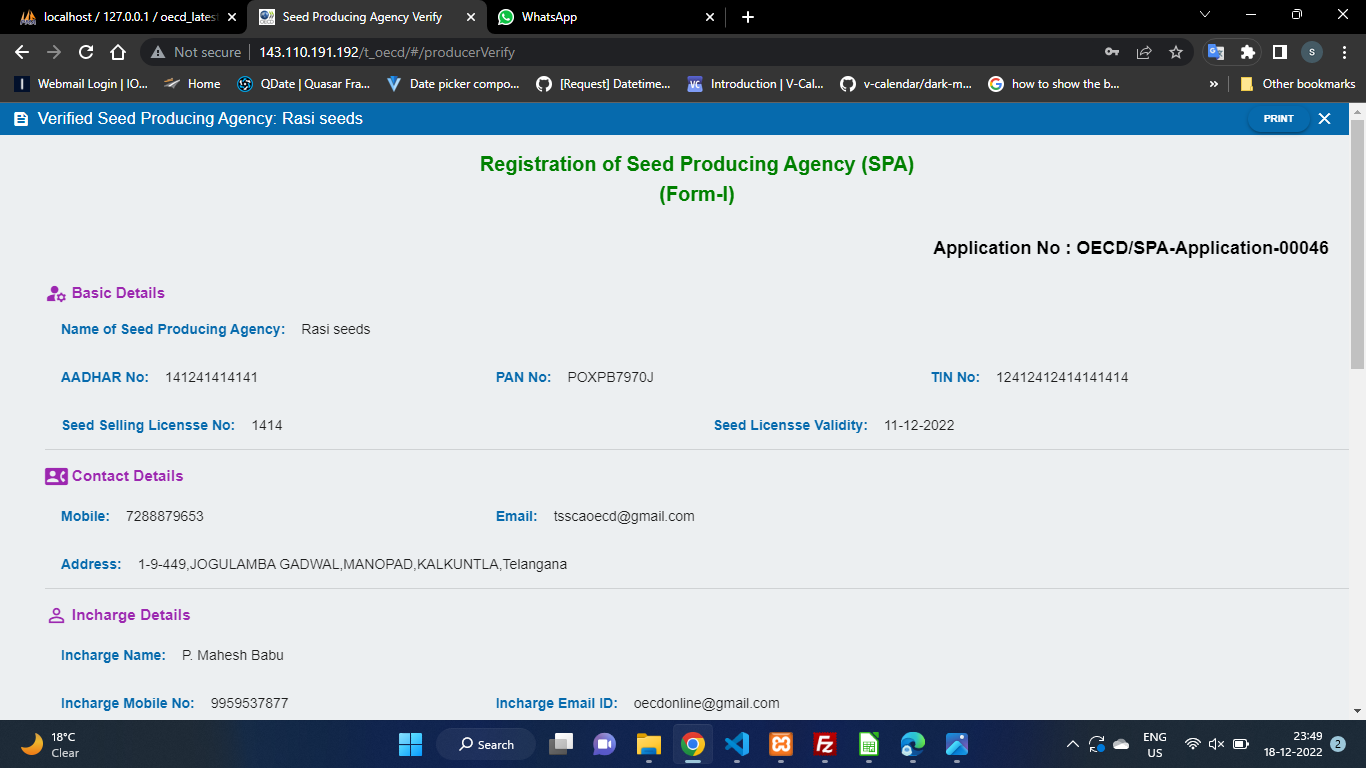 localhost / 127.0.0.1 / oecd_lates
Seed Producing Agency Verify
WhatsApp
Not secure
143.110.191.192/t_oecd/#/producerVerify
s
Webmail Login | IO...
Home
QDate | Quasar Fra...
Date picker compo...
[Request] Datetime...
Introduction | V-Cal...
v-calendar/dark-m...
how to show the b...
»
Other bookmarks
Verified Seed Producing Agency: Rasi seeds
PRINT
Registration of Seed Producing Agency (SPA)
(Form-I)
Application No : OECD/SPA-Application-00046
Basic Details
Name of Seed Producing Agency: Rasi seeds
AADHAR No: 141241414141 PAN No: POXPB7970J TIN No: 12412412414141414
Seed Selling Licensse No: 1414 Seed Licensse Validity: 11-12-2022
Contact Details
Mobile: 7288879653 Email: tsscaoecd@gmail.com
Address: 1-9-449,JOGULAMBA GADWAL,MANOPAD,KALKUNTLA,Telangana
Incharge Details
Incharge Name: P. Mahesh Babu
Incharge Mobile No: 9959537877 Incharge Email ID: oecdonline@gmail.com
18°C
Clear
Search
ENG
US
23:49
18-12-2022
2